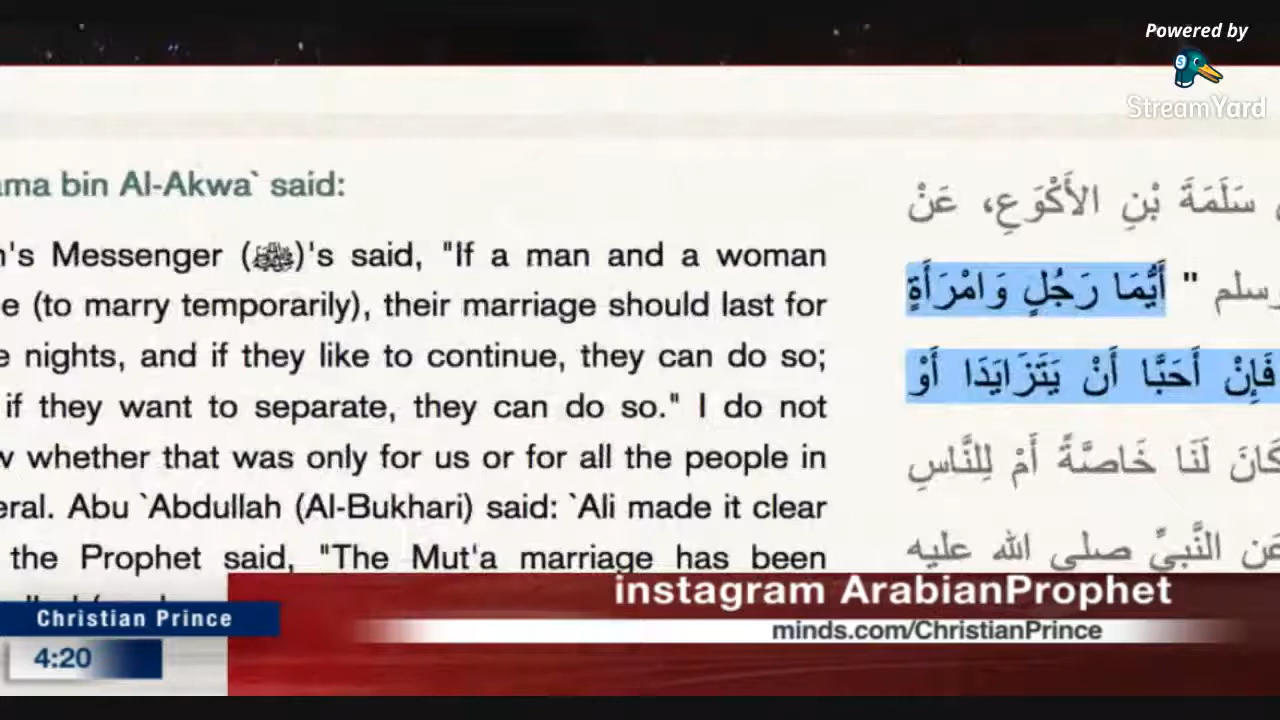 Powered by
StreamYard
ama bin Al-Akwa` said:
h's Messenger (ﷺ)'s said, "If a man and a woman
e (to marry temporarily), their marriage should last for
e nights, and if they like to continue, they can do so;
if they want to separate, they can do so." I do not
w whether that was only for us or for all the people in
eral. Abu `Abdullah (Al-Bukhari) said: `Ali made it clear
the Prophet said, "The Mut'a marriage has been
سَلَمَةَ بْنِ الأَكْوَعِ، عَنْ
وسلم " أَيُّمَا رَجُلٍ وَامْرَأَةٍ
فَإِنْ أَحَبَّا أَنْ يَتَزَايَدَا أَوْ
كَانَ لَنَا خَاصَّةً أَمْ لِلنَّاسِ
عَنِ النَّبِيِّ صلى الله عليه
instagram ArabianProphet
Christian Prince
minds.com/ChristianPrince
4:20